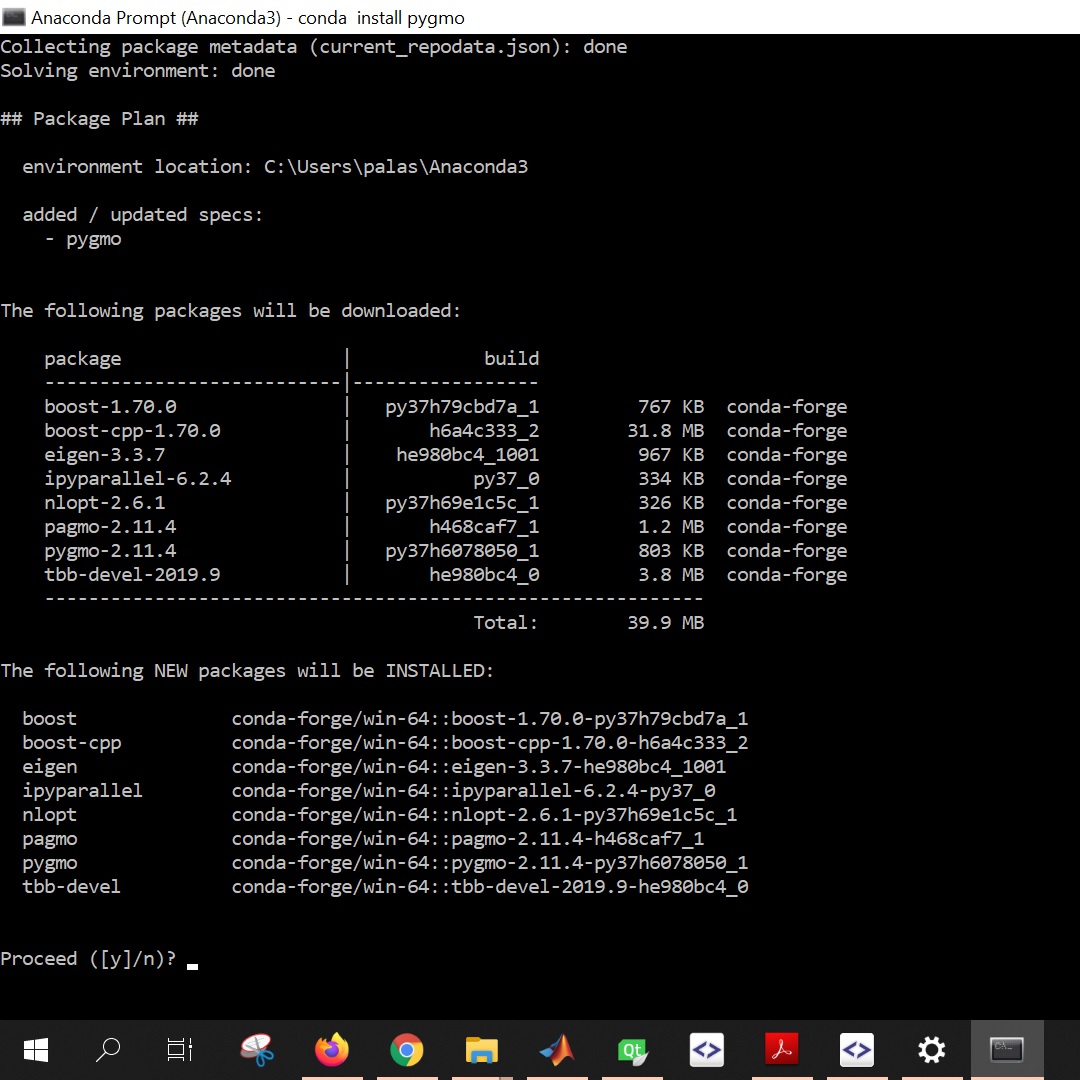 Anaconda Prompt (Anaconda3) - conda  install pygmo
Collecting package metadata (current_repodata.json): done
Solving environment: done
## Package Plan ##
environment location: C:\Users\palas\Anaconda3
added / updated specs:
- pygmo
The following packages will be downloaded:
package                    |            build
---------------------------|-----------------
boost-1.70.0               |   py37h79cbd7a_1         767 KB  conda-forge
boost-cpp-1.70.0           |       h6a4c333_2        31.8 MB  conda-forge
eigen-3.3.7                |    he980bc4_1001         967 KB  conda-forge
ipyparallel-6.2.4          |           py37_0         334 KB  conda-forge
nlopt-2.6.1                |   py37h69e1c5c_1         326 KB  conda-forge
pagmo-2.11.4               |       h468caf7_1         1.2 MB  conda-forge
pygmo-2.11.4               |   py37h6078050_1         803 KB  conda-forge
tbb-devel-2019.9           |       he980bc4_0         3.8 MB  conda-forge
------------------------------------------------------------
Total:        39.9 MB
The following NEW packages will be INSTALLED:
boost              conda-forge/win-64::boost-1.70.0-py37h79cbd7a_1
boost-cpp          conda-forge/win-64::boost-cpp-1.70.0-h6a4c333_2
eigen              conda-forge/win-64::eigen-3.3.7-he980bc4_1001
ipyparallel        conda-forge/win-64::ipyparallel-6.2.4-py37_0
nlopt              conda-forge/win-64::nlopt-2.6.1-py37h69e1c5c_1
pagmo              conda-forge/win-64::pagmo-2.11.4-h468caf7_1
pygmo              conda-forge/win-64::pygmo-2.11.4-py37h6078050_1
tbb-devel          conda-forge/win-64::tbb-devel-2019.9-he980bc4_0
Proceed ([y]/n)?
Qt